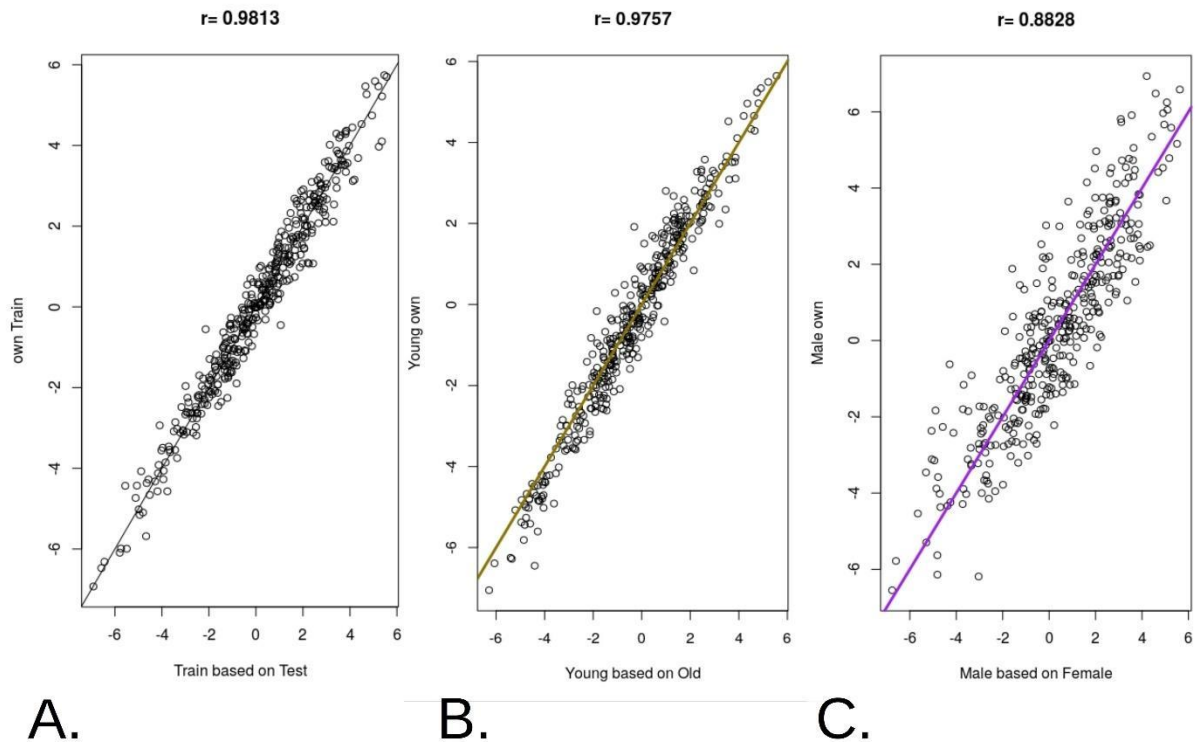 r= 0.9813
own Train
6
4
2
0
-2
-4
-6
-6 -4 -2 0 2 4 6
Train based on Test
A.
r= 0.9757
Young own
6
4
2
0
-2
-4
-6
-6 -4 -2 0 2 4 6
Young based on Old
B.
r= 0.8828
Male own
6
4
2
0
-2
-4
-6
-6 -4 -2 0 2 4 6
Male based on Female
C.